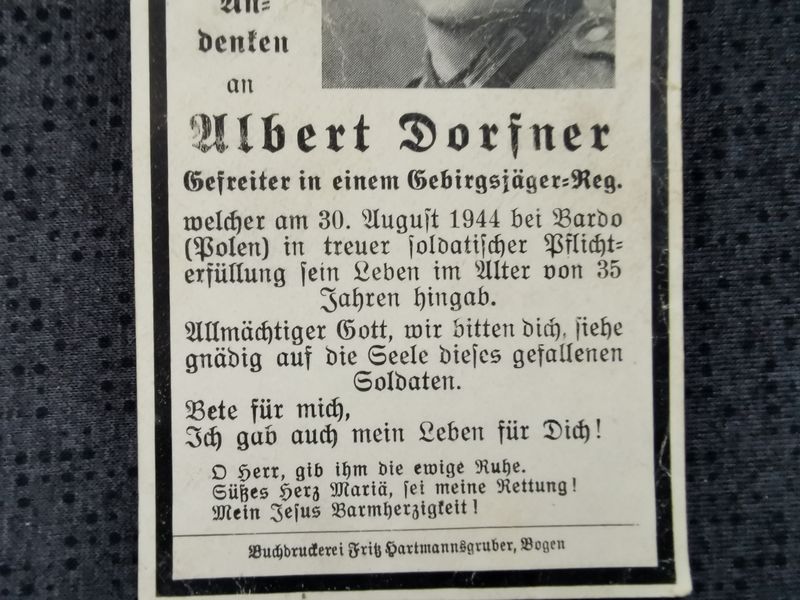 An-
denken
an
Albert Dorfner
Gefreiter in einem Gebirgsjäger-Reg.
welcher am 30. August 1944 bei Bardo
(Polen) in treuer soldatischer Pflicht-
erfüllung sein Leben im Alter von 35
Jahren hingab.
Allmächtiger Gott, wir bitten dich, siehe
gnädig auf die Seele dieses gefallenen
Soldaten.
Bete für mich,
Ich gab auch mein Leben für Dich!
O Herr, gib ihm die ewige Ruhe.
Süßes Herz Mariä, sei meine Rettung!
Mein Jesus Barmherzigkeit!
Buchdruckerei Fritz Hartmannsgruber, Bogen